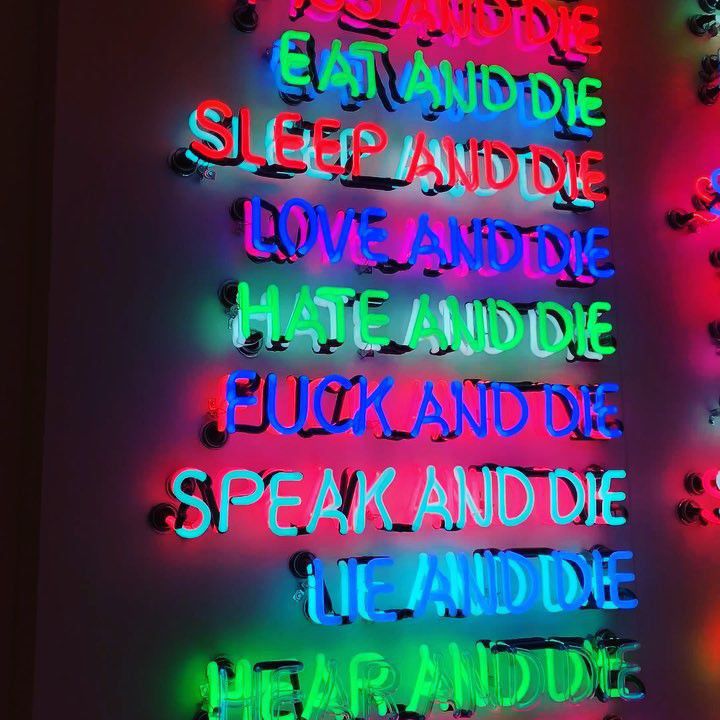 PISS AND DIE
EAT AND DIE
SLEEP AND DIE
LOVE AND DIE
HATE AND DIE
FUCK AND DIE
SPEAK AND DIE
LIE AND DIE
HEAR AND DIE